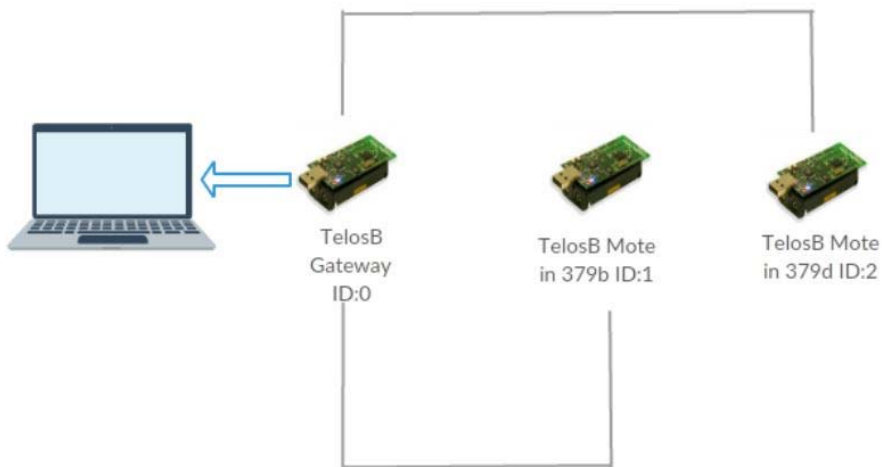 TelosB
Gateway
ID:0
TelosB Mote
in 379b ID:1
TelosB Mote
in 379d ID:2